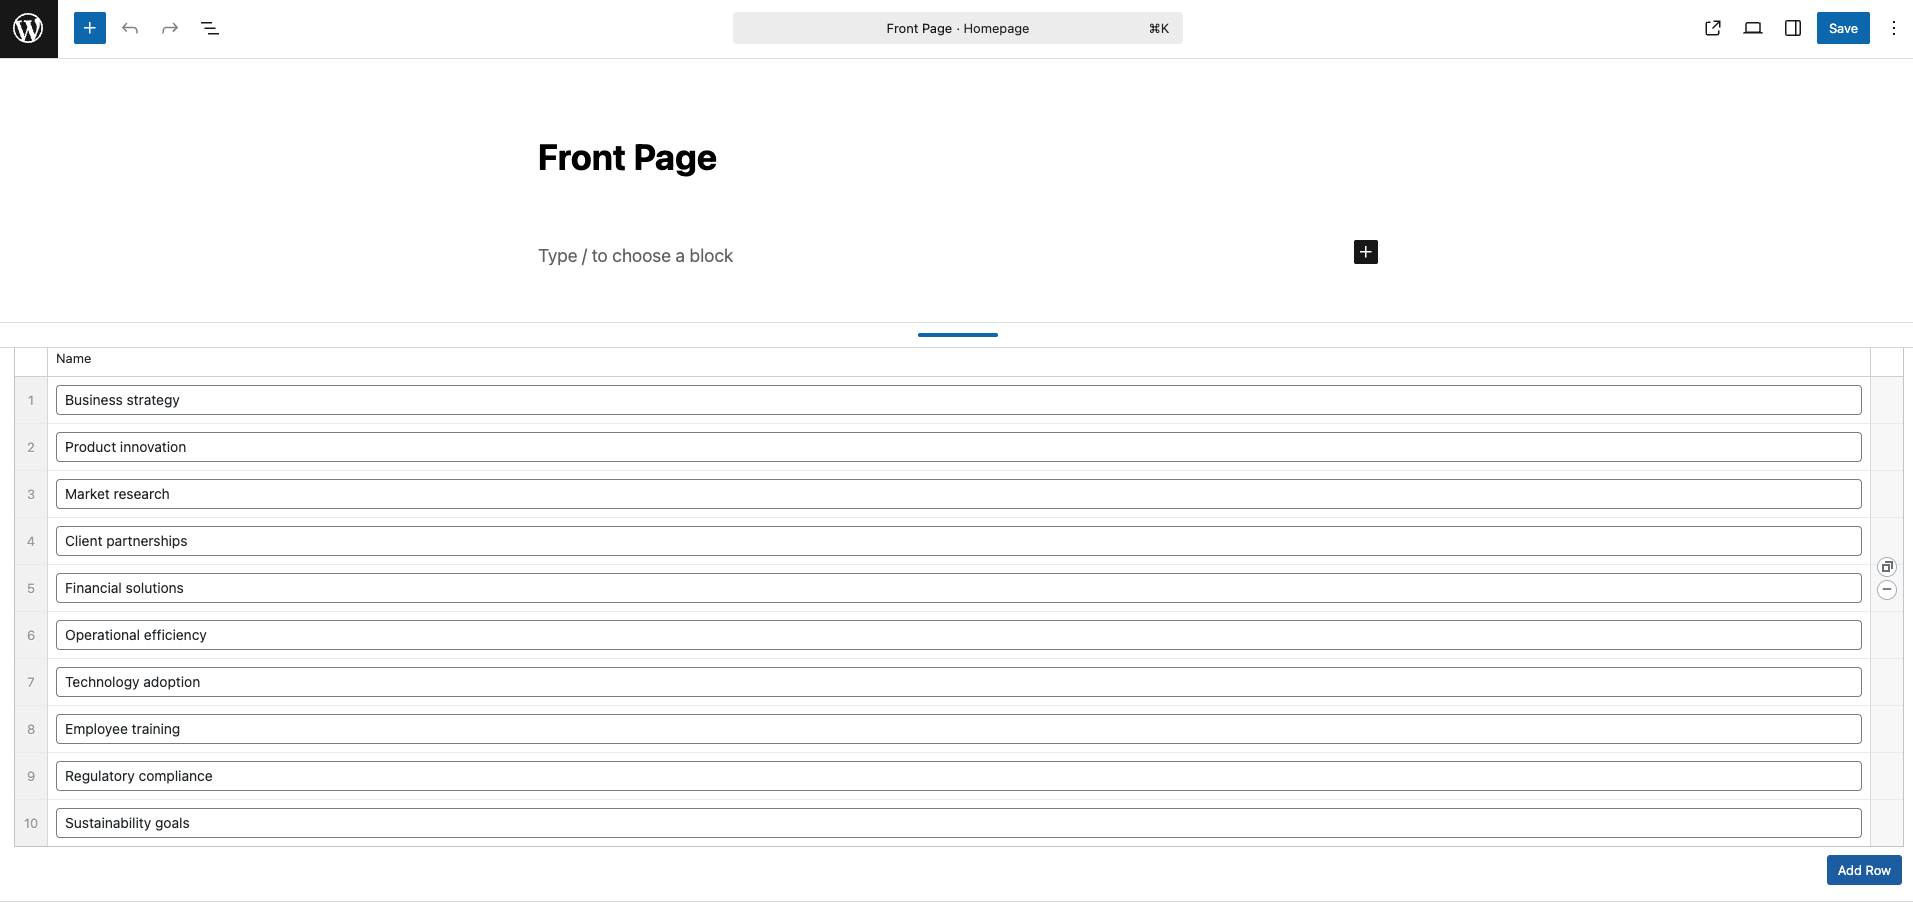 Front Page · Homepage ⌘K
Save
Front Page
Type / to choose a block
Name
1 Business strategy
2 Product innovation
3 Market research
4 Client partnerships
5 Financial solutions
6 Operational efficiency
7 Technology adoption
8 Employee training
9 Regulatory compliance
10 Sustainability goals
Add Row